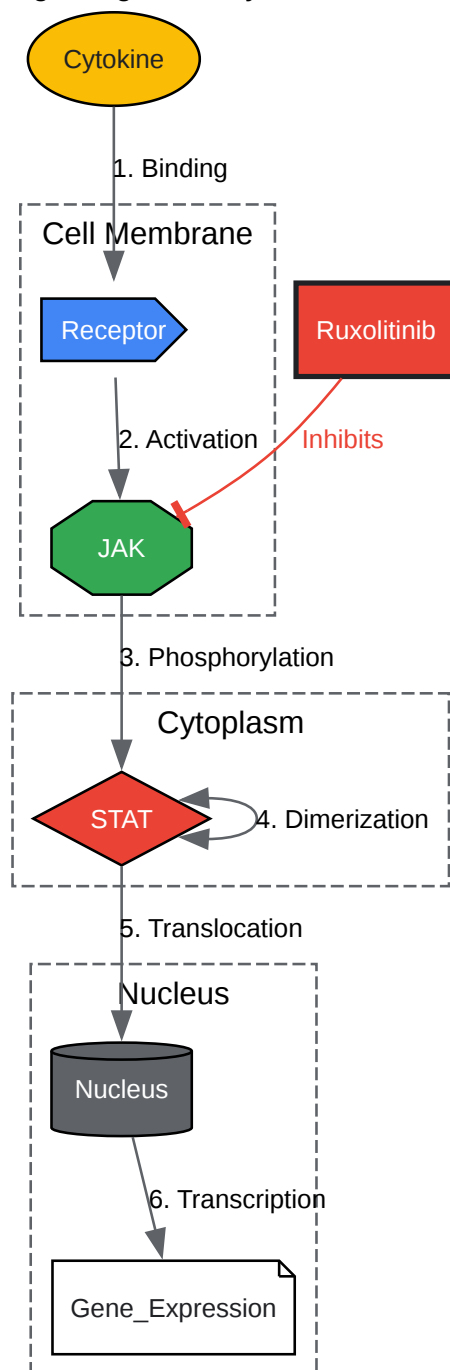 Cytokine
1. Binding
Cell Membrane
Receptor
Ruxolitinib
2. Activation
Inhibits
JAK
3. Phosphorylation
Cytoplasm
STAT
4. Dimerization
5. Translocation
Nucleus
Nucleus
6. Transcription
Gene_Expression